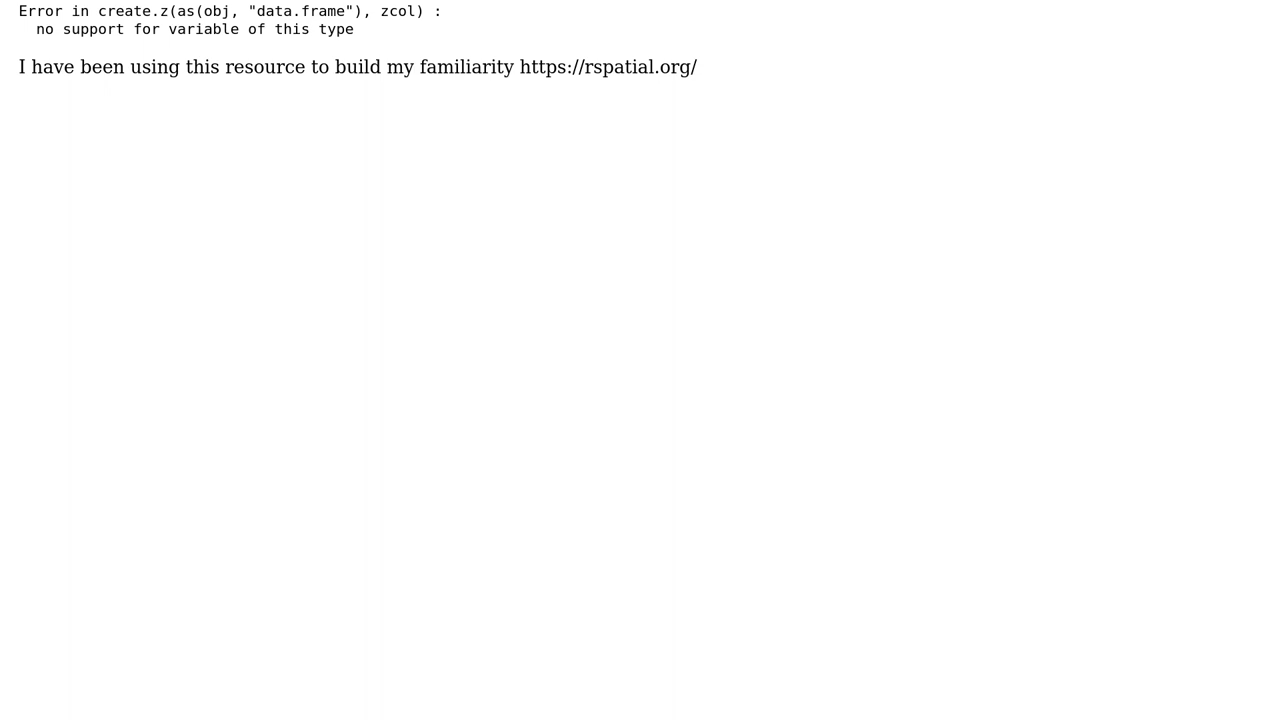 Error in create.z(as(obj, "data.frame"), zcol) :
  no support for variable of this type
I have been using this resource to build my familiarity https://rspatial.org/